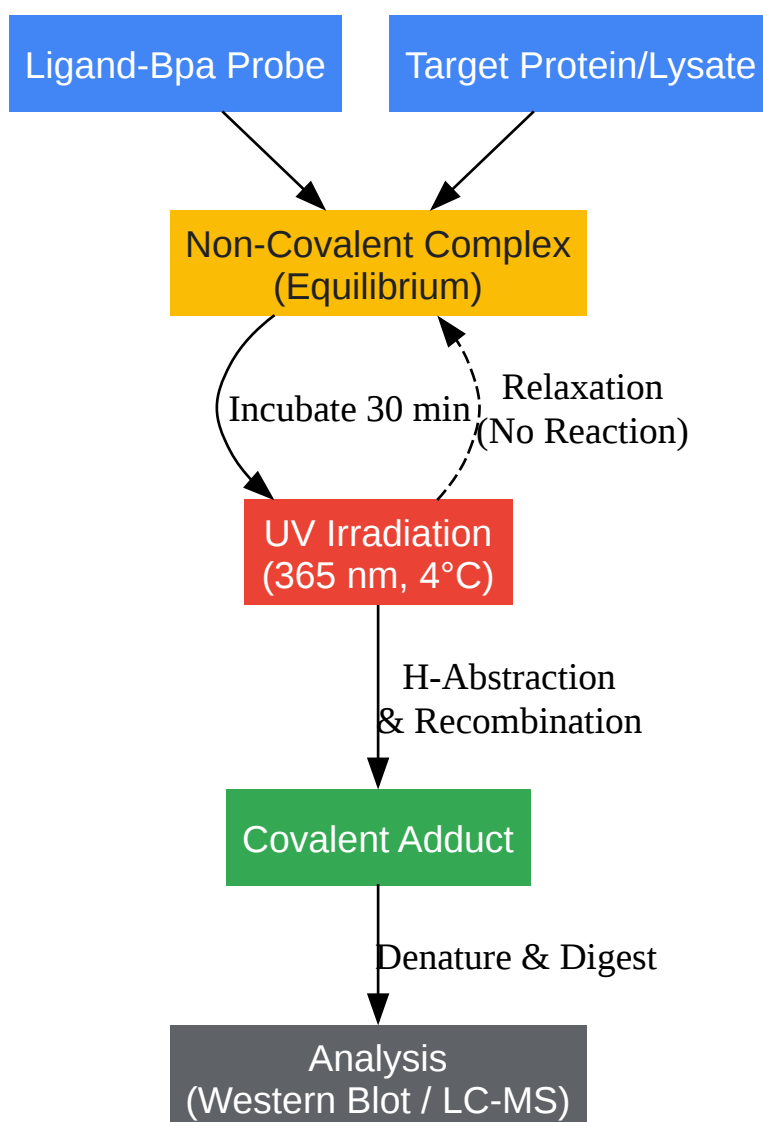 Ligand-Bpa Probe
Target Protein/Lysate
Non-Covalent Complex
(Equilibrium)
Incubate 30 min
Relaxation
(No Reaction)
UV Irradiation
(365 nm, 4°C)
H-Abstraction
& Recombination
Covalent Adduct
Denature & Digest
Analysis
(Western Blot / LC-MS)